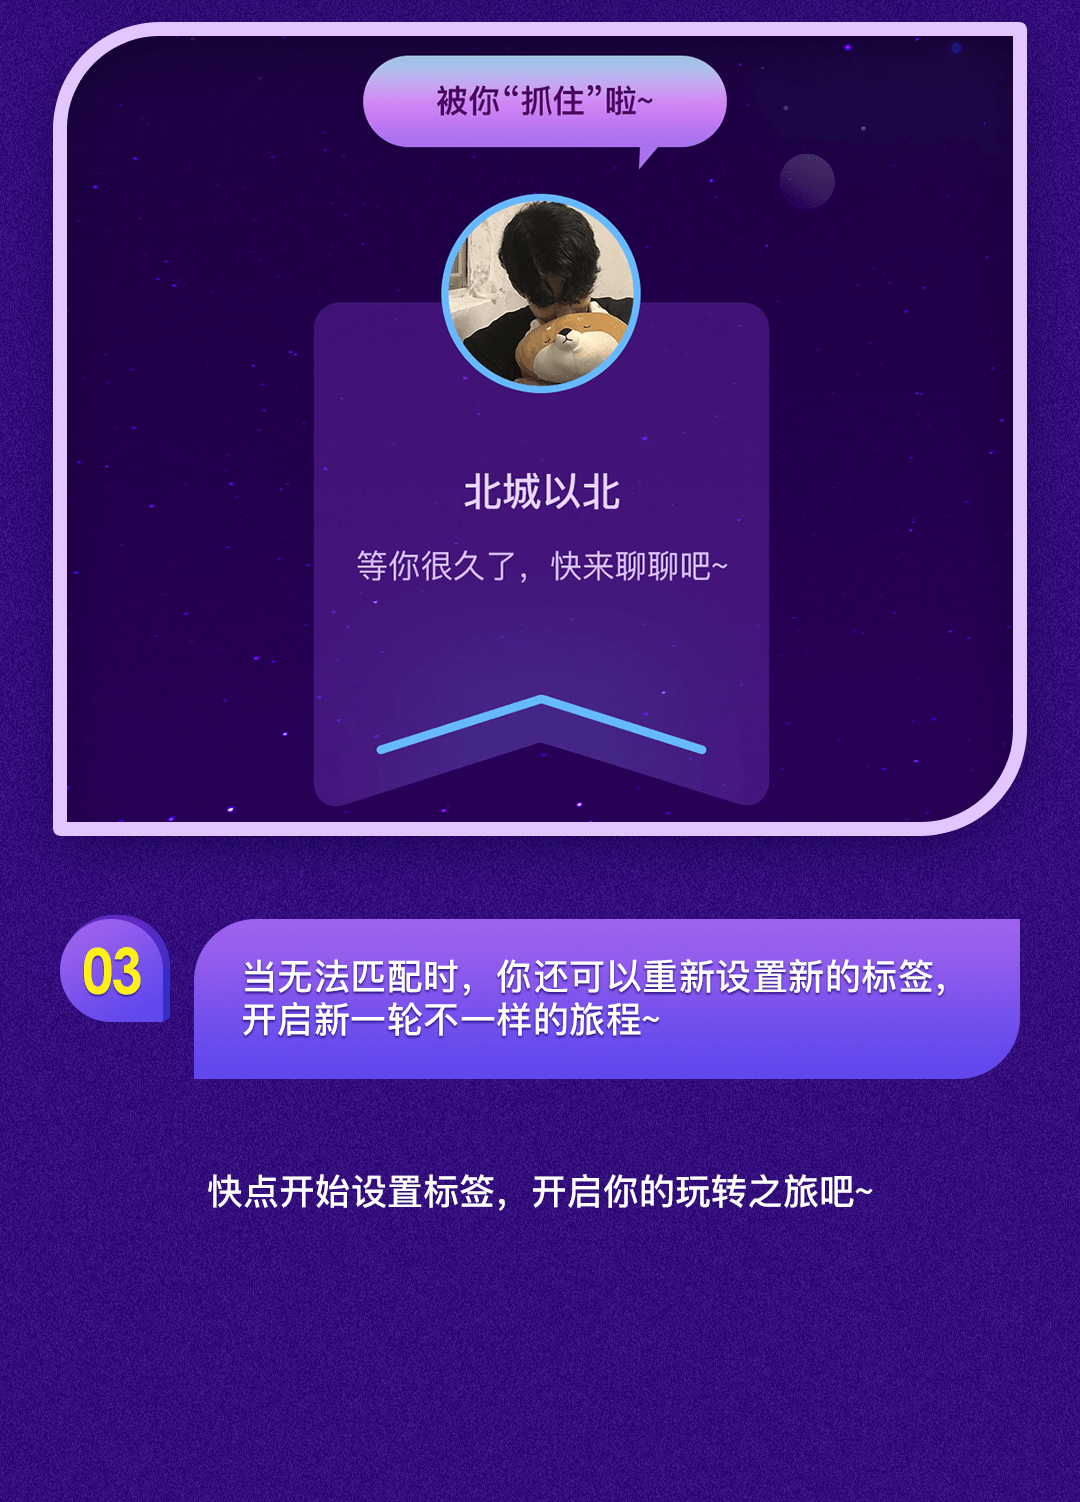 被你“抓住”啦~
北城以北
等你很久了，快来聊聊吧~
03
当无法匹配时，你还可以重新设置新的标签，
开启新一轮不一样的旅程~
快点开始设置标签，开启你的玩转之旅吧~